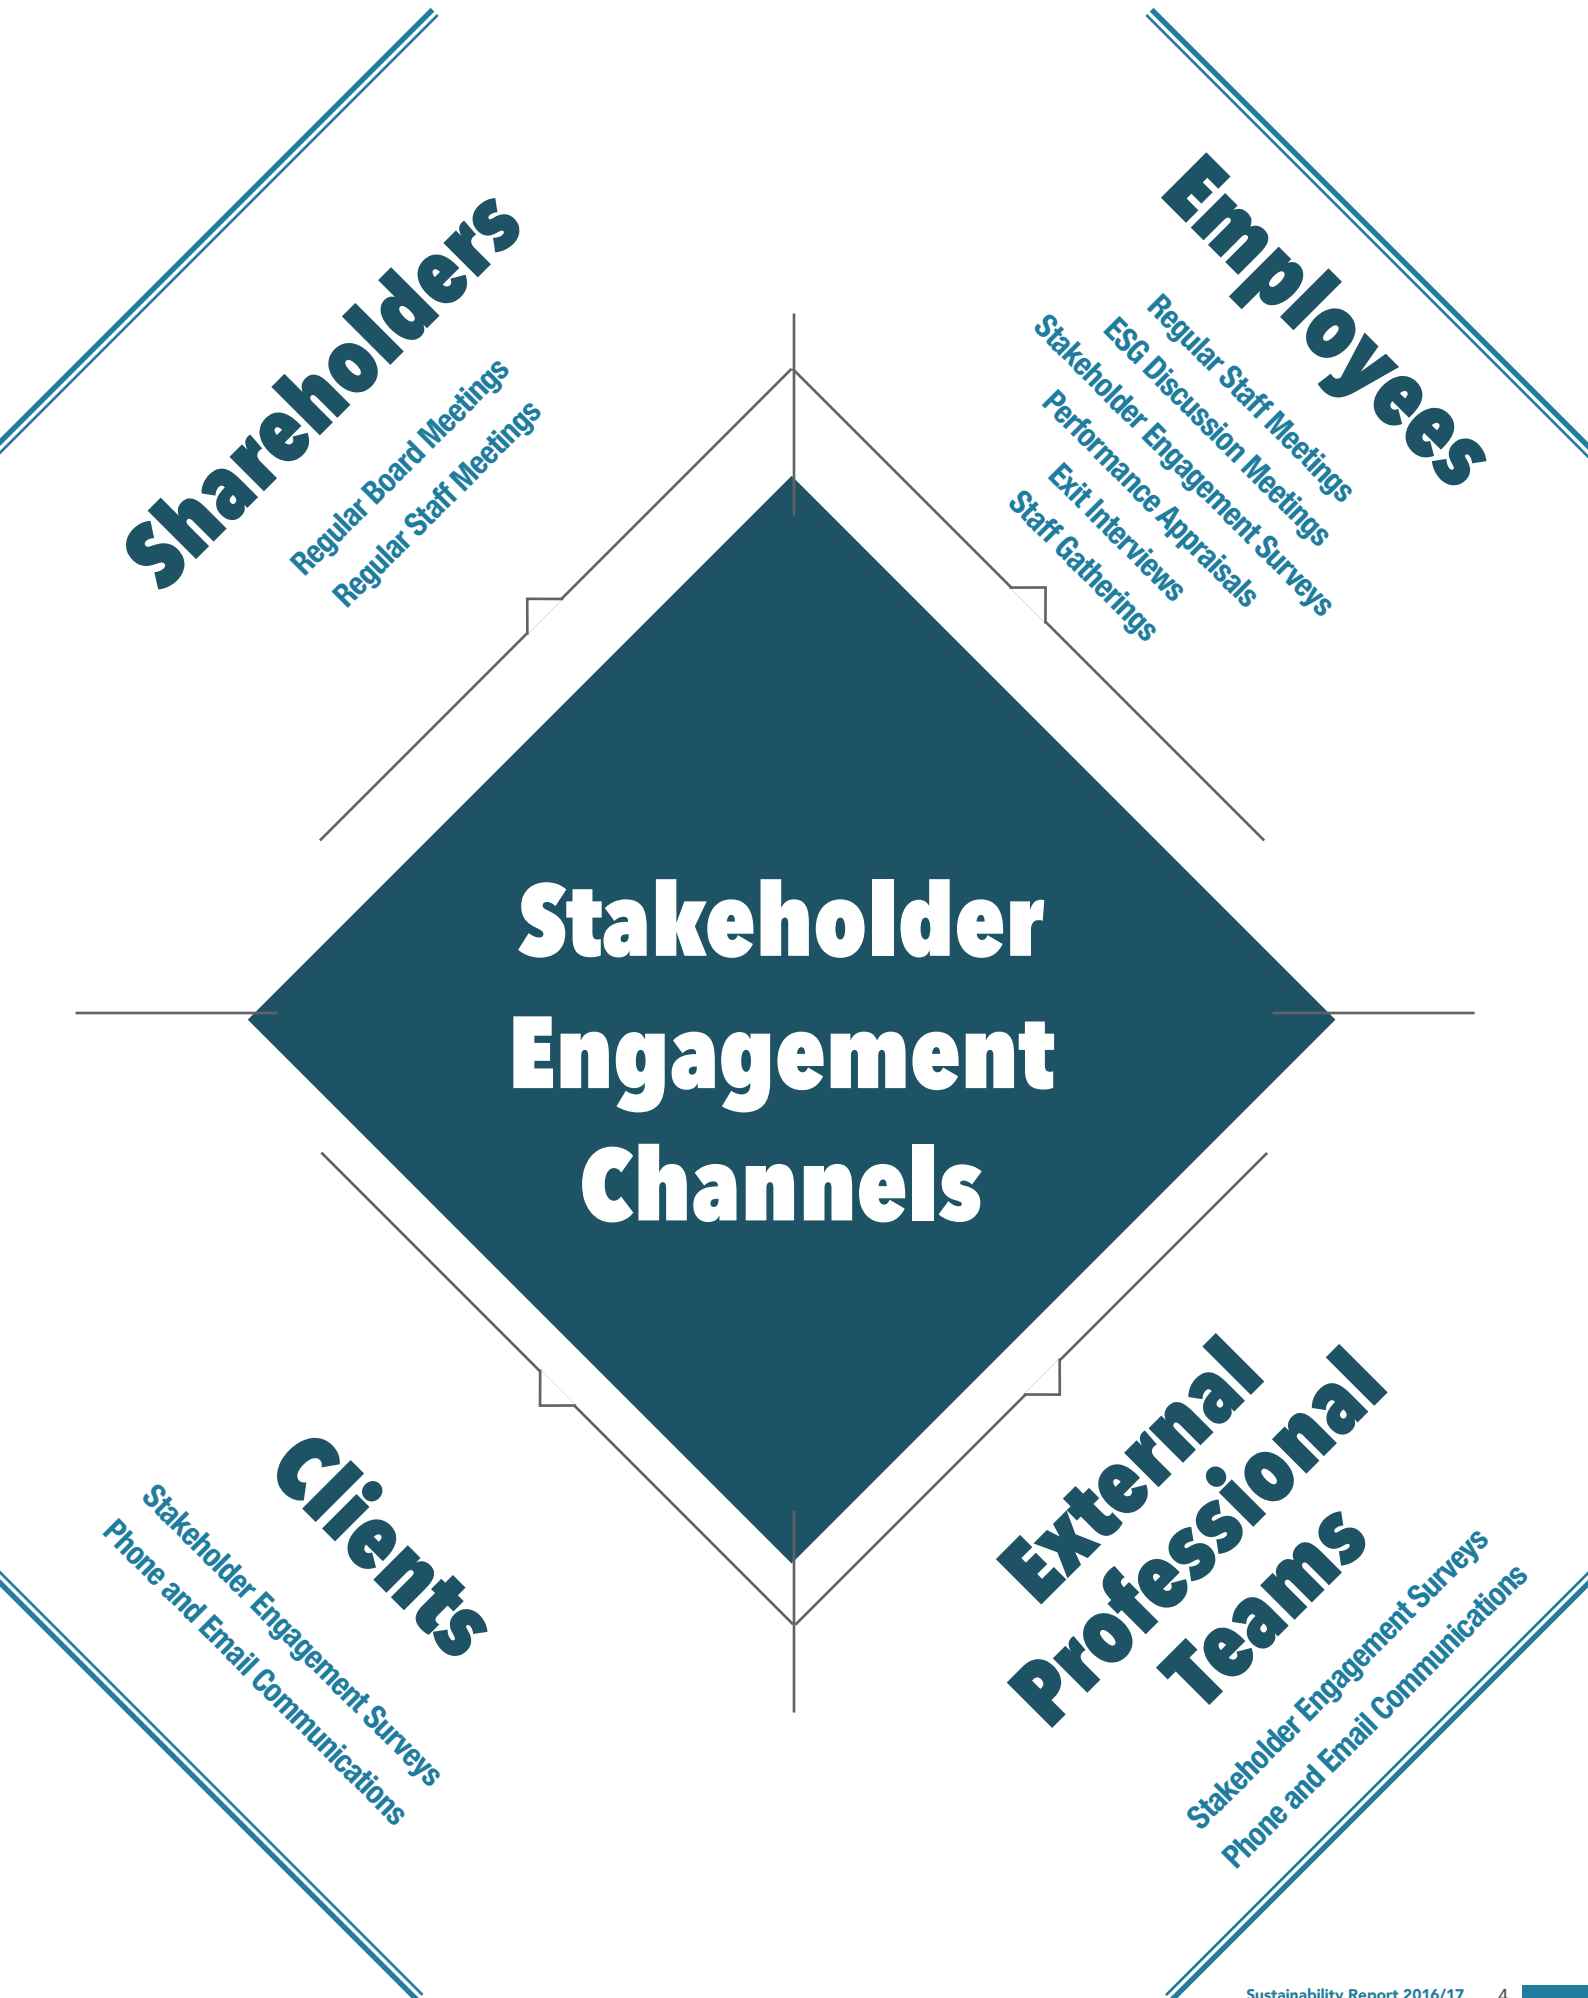 Shareholders
Regular Board Meetings
Regular Staff Meetings
Employees
Regular Staff Meetings
ESG Discussion Meetings
Stakeholder Engagement Surveys
Performance Appraisals
Exit Interviews
Staff Gatherings
Stakeholder
Engagement
Channels
Clients
Stakeholder Engagement Surveys
Phone and Email Communications
External
Professional
Teams
Stakeholder Engagement Surveys
Phone and Email Communications
Sustainability Report 2016/17 4